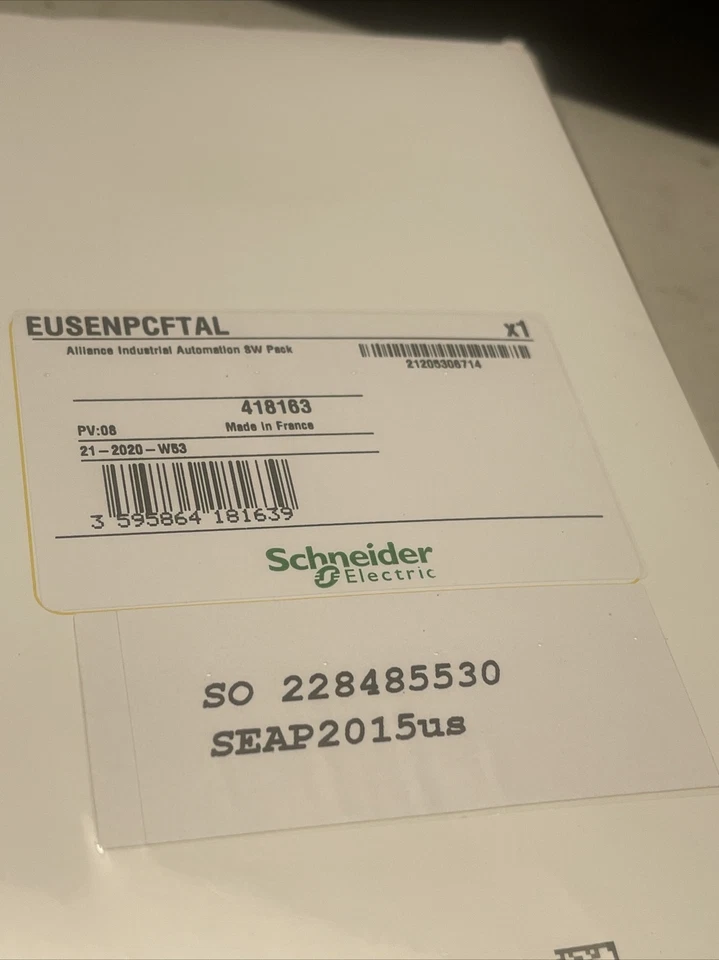 EUSENPCFTAL x1
Alliance Industrial Automation SW Pack
21205306714
418163
PV:08 Made in France
21-2020-W53
3 595864 181639
Schneider
Electric
SO 228485530
SEAP2015us